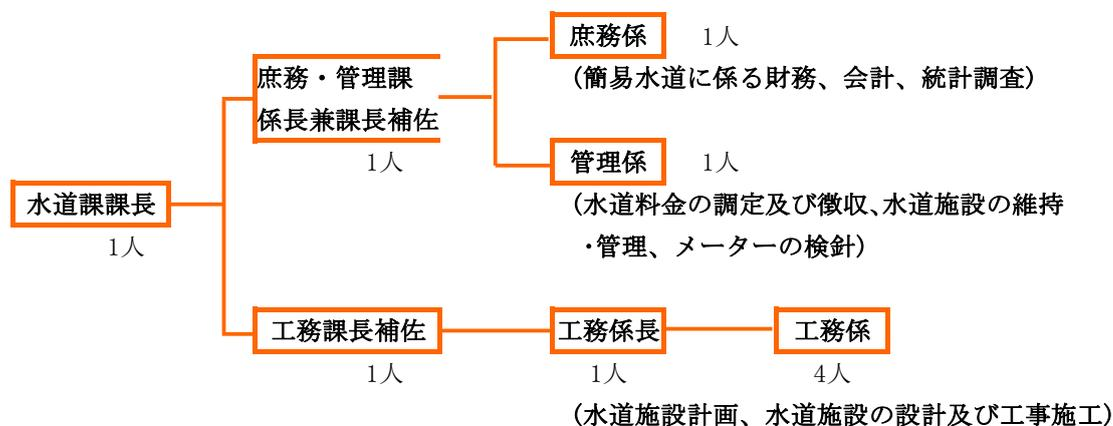 庶務係 1人
(簡易水道に係る財務、会計、統計調査)
庶務・管理課
係長兼課長補佐
1人
管理係 1人
(水道料金の調定及び徴収、水道施設の維持
・管理、メーターの検針)
水道課課長
1人
工務課長補佐
1人
工務係長
1人
工務係
4人
(水道施設計画、水道施設の設計及び工事施工)